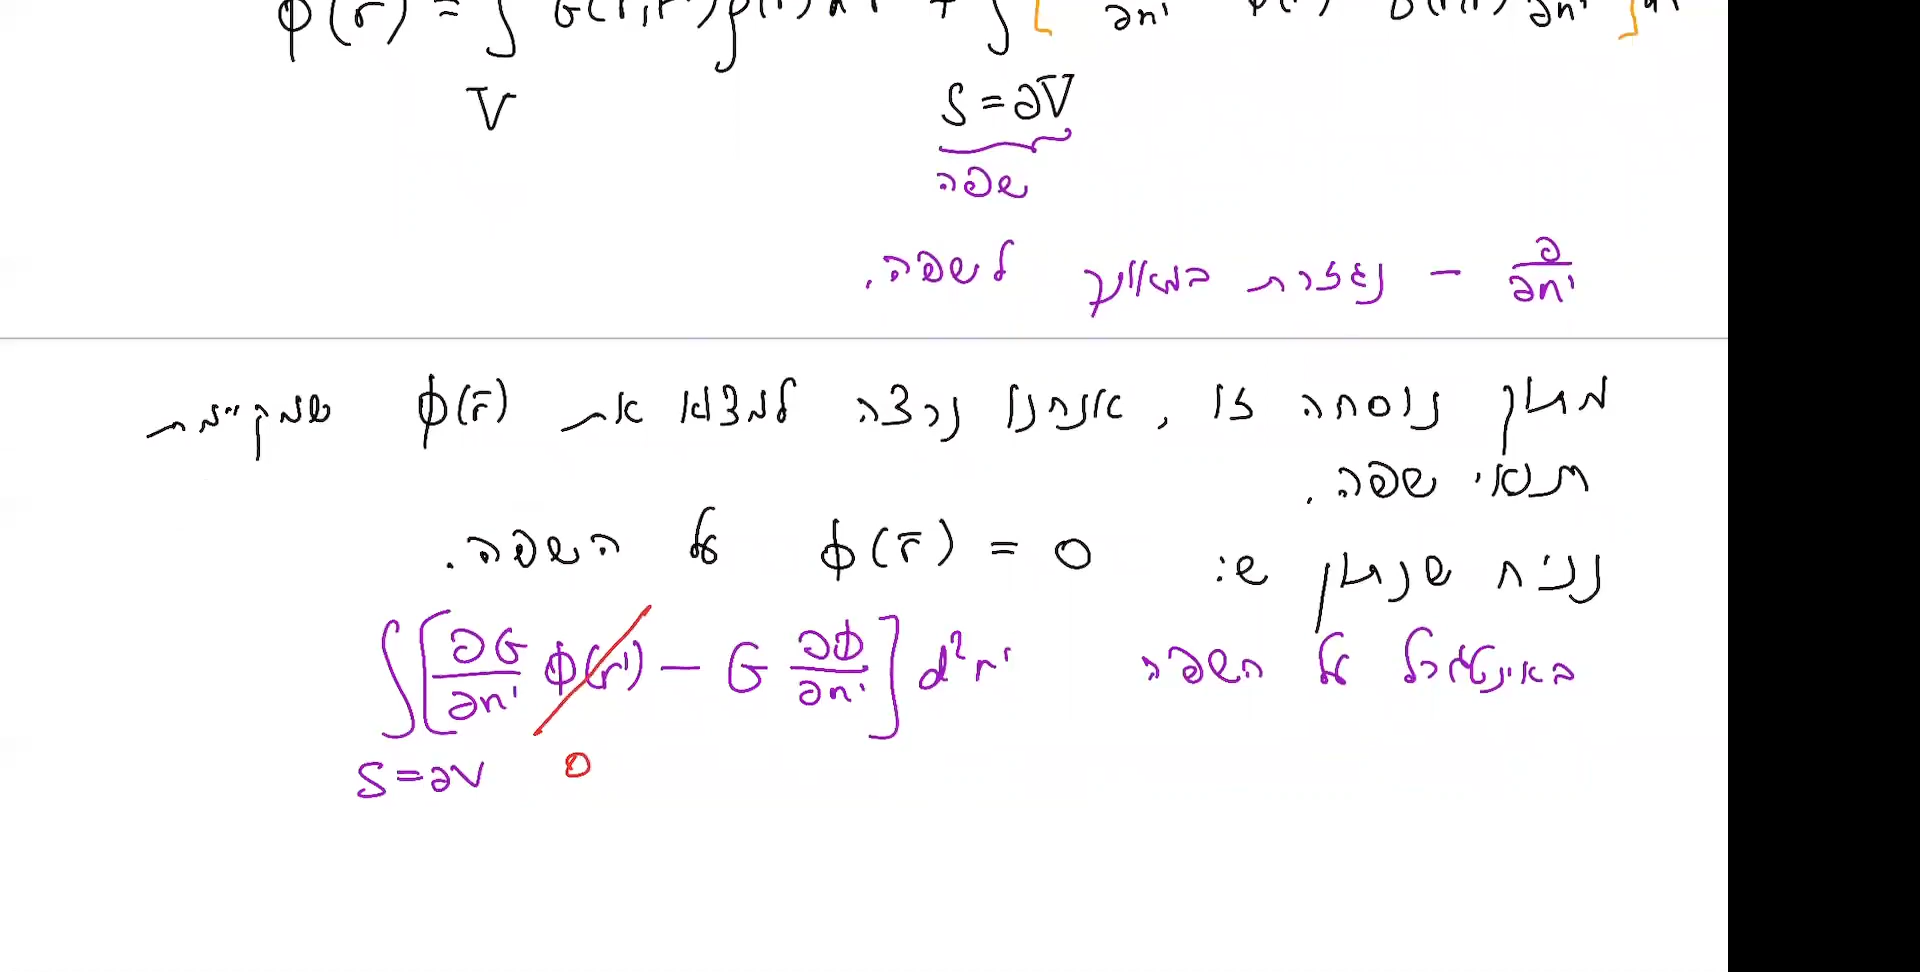 ϕ(r) = ∫ G(r,r')ρ(r')dr' + ∫ [ ∂n' ∂n' ]
V S = ∂V
שפה
∂/∂n' – נגזרת במאונך לשפה.
מתוך נוסחה זו, אנחנו נרצה למצוא את ϕ(r̄) שמקיימת
תנאי שפה.
נניח שנתון ש: ϕ(r̄) = 0 על השפה.
באינטגרל על השפה ∫[∂G/∂n' ϕ(r') – G ∂ϕ/∂n'] d²r'
S = ∂V 0